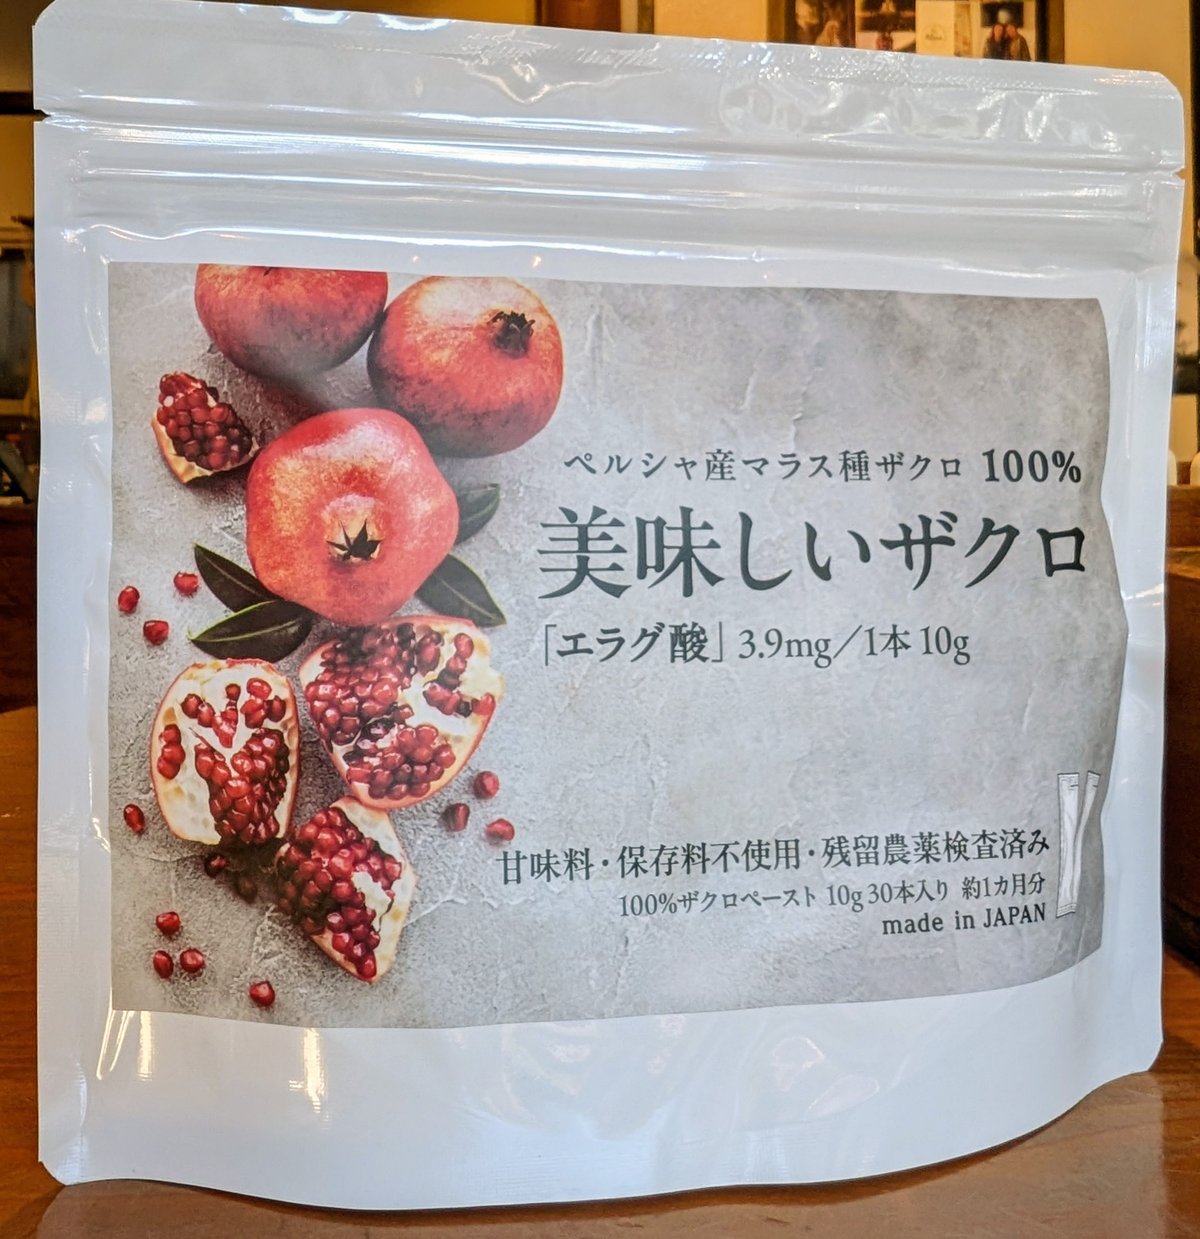 ペルシャ産マラス種ザクロ 100%
美味しいザクロ
「エラグ酸」3.9mg／1本 10g
甘味料・保存料不使用・残留農薬検査済み
100%ザクロペースト 10g 30本入り 約1カ月分
made in JAPAN